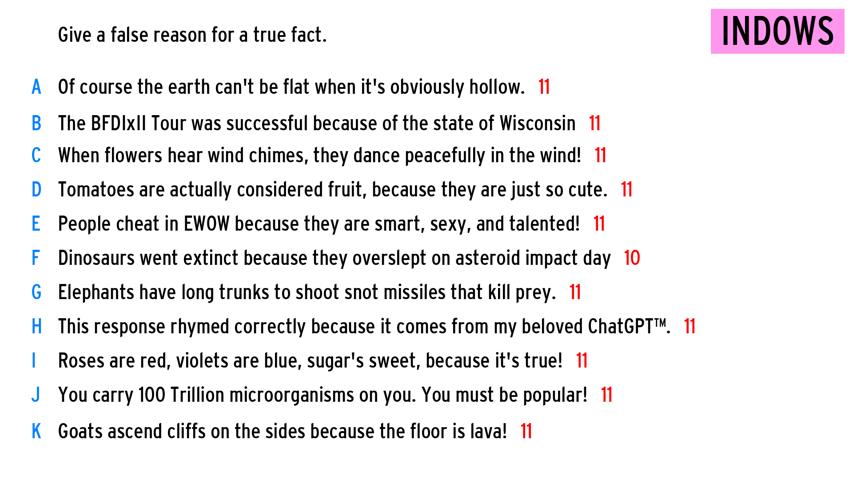 Give a false reason for a true fact.
INDOWS
A Of course the earth can't be flat when it's obviously hollow. 11
B The BFDIxII Tour was successful because of the state of Wisconsin 11
C When flowers hear wind chimes, they dance peacefully in the wind! 11
D Tomatoes are actually considered fruit, because they are just so cute. 11
E People cheat in EWOW because they are smart, sexy, and talented! 11
F Dinosaurs went extinct because they overslept on asteroid impact day 10
G Elephants have long trunks to shoot snot missiles that kill prey. 11
H This response rhymed correctly because it comes from my beloved ChatGPT™. 11
I Roses are red, violets are blue, sugar's sweet, because it's true! 11
J You carry 100 Trillion microorganisms on you. You must be popular! 11
K Goats ascend cliffs on the sides because the floor is lava! 11